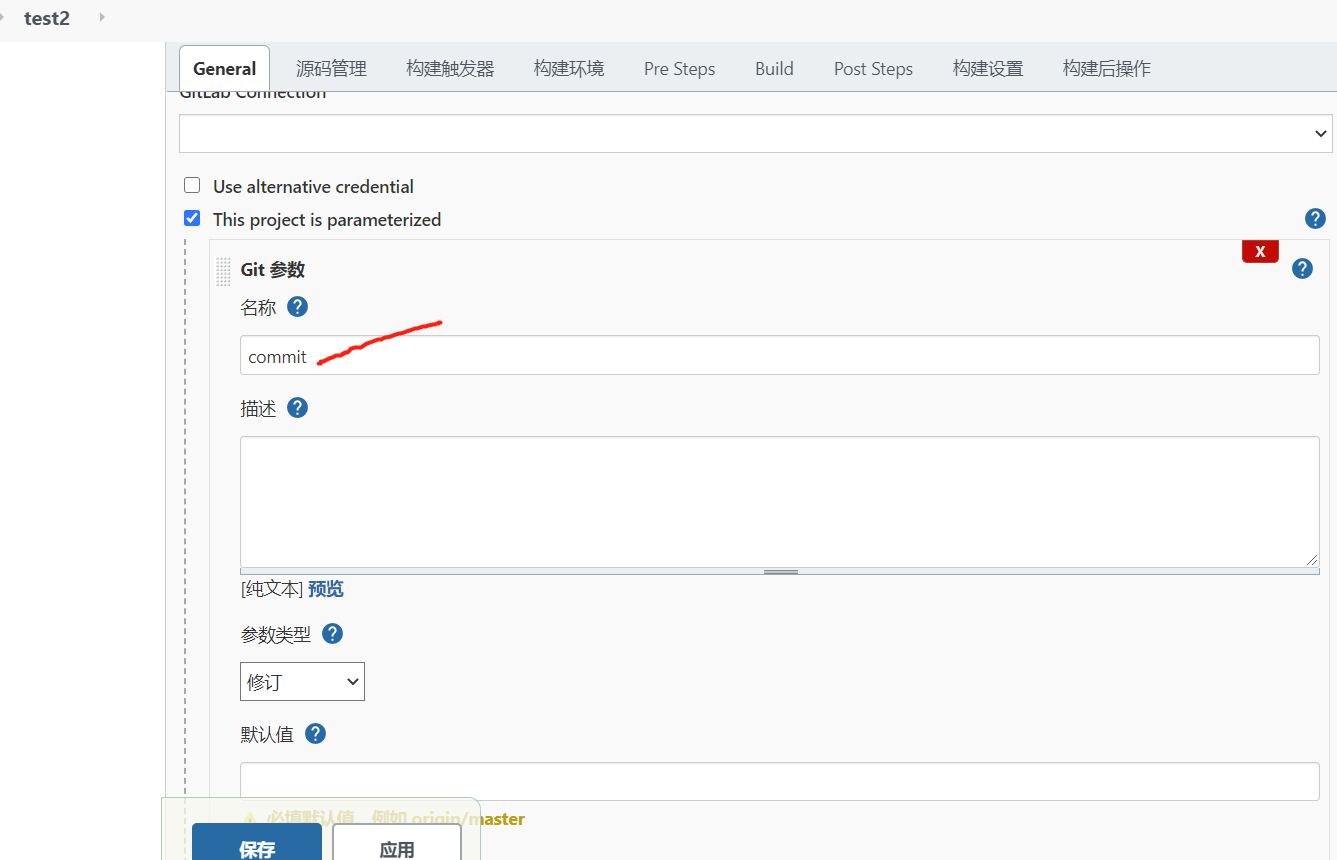 test2
General 源码管理 构建触发器 构建环境 Pre Steps Build Post Steps 构建设置 构建后操作
GitLab Connection
Use alternative credential
This project is parameterized
?
X
Git 参数
?
名称 ?
commit
描述 ?
[纯文本] 预览
参数类型 ?
修订
默认值 ?
必填默认值，例如 origin/master
保存 应用